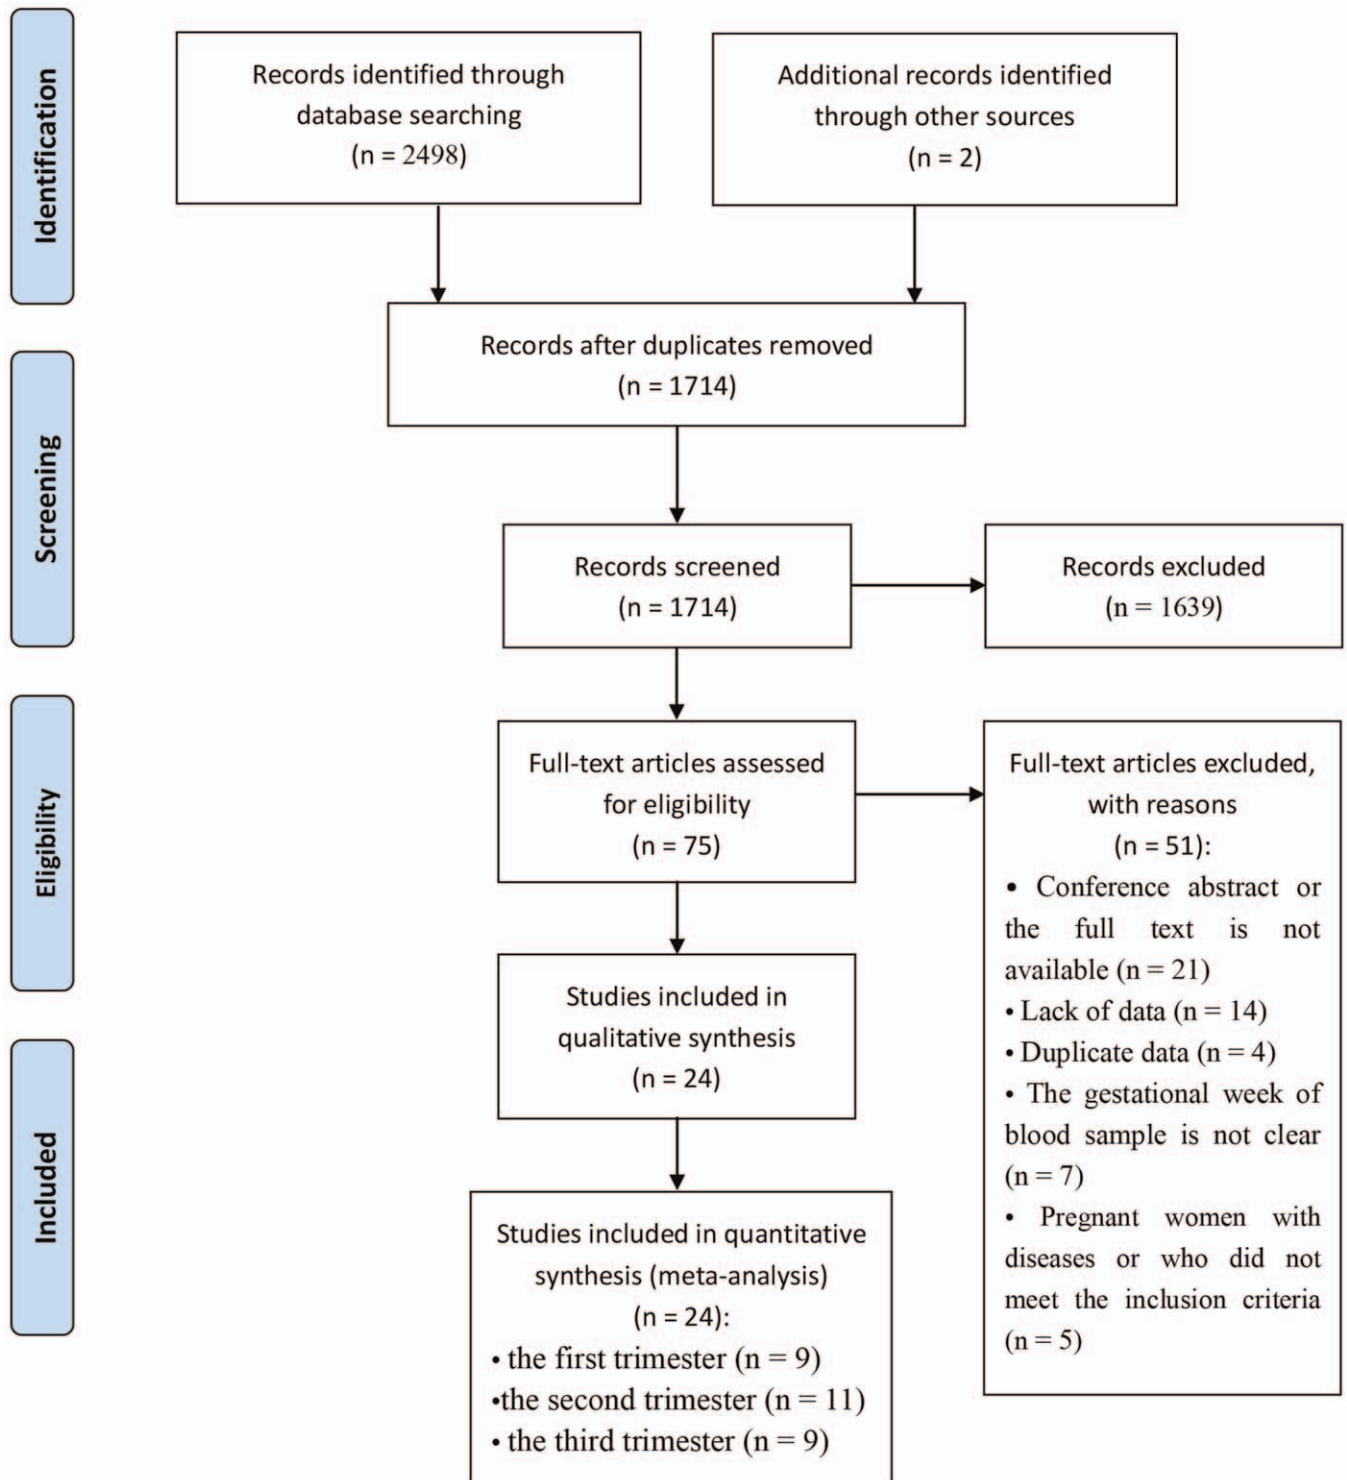 Identification
Records identified through
database searching
(n = 2498)
Additional records identified
through other sources
(n = 2)
Records after duplicates removed
(n = 1714)
Screening
Records screened
(n = 1714)
Records excluded
(n = 1639)
Eligibility
Full-text articles assessed
for eligibility
(n = 75)
Full-text articles excluded,
with reasons
(n = 51):
• Conference abstract or
the full text is not
available (n = 21)
• Lack of data (n = 14)
• Duplicate data (n = 4)
• The gestational week of
blood sample is not clear
(n = 7)
• Pregnant women with
diseases or who did not
meet the inclusion criteria
(n = 5)
Studies included in
qualitative synthesis
(n = 24)
Included
Studies included in quantitative
synthesis (meta-analysis)
(n = 24):
• the first trimester (n = 9)
•the second trimester (n = 11)
• the third trimester (n = 9)